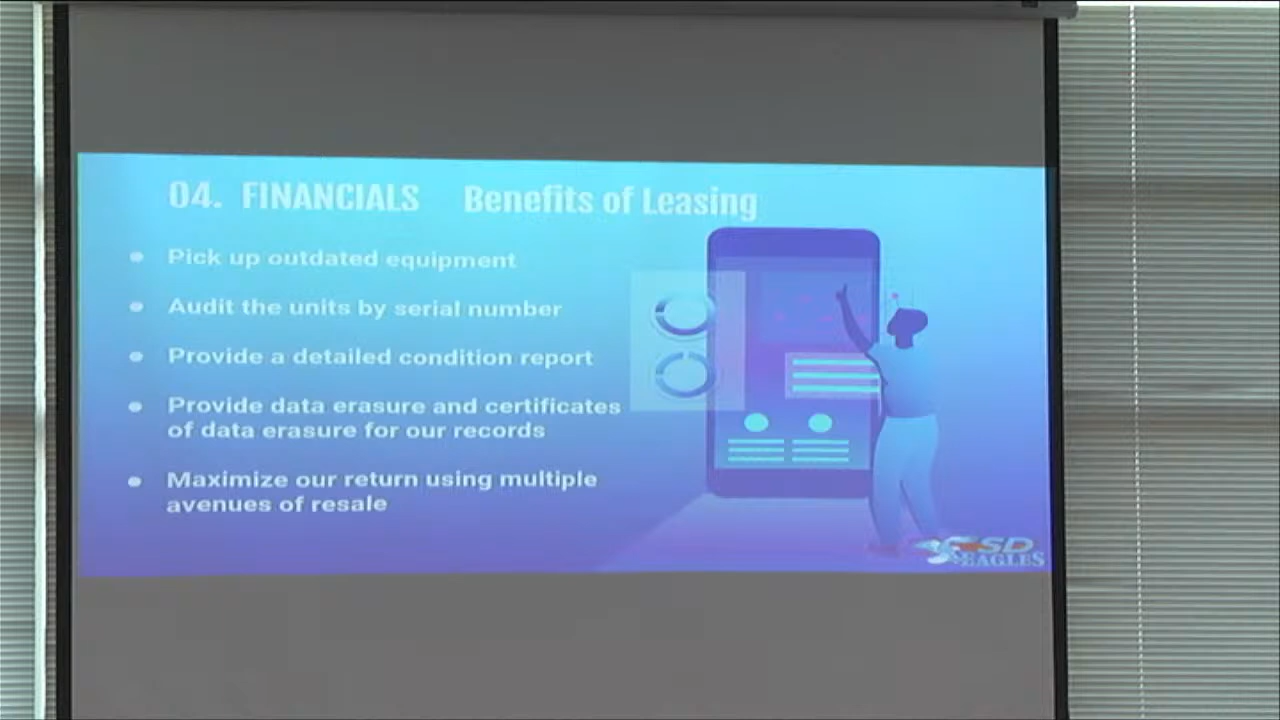 04. FINANCIALS Benefits of Leasing
● Pick up outdated equipment
● Audit the units by serial number
● Provide a detailed condition report
● Provide data erasure and certificates
of data erasure for our records
● Maximize our return using multiple
avenues of resale
SD
EAGLES